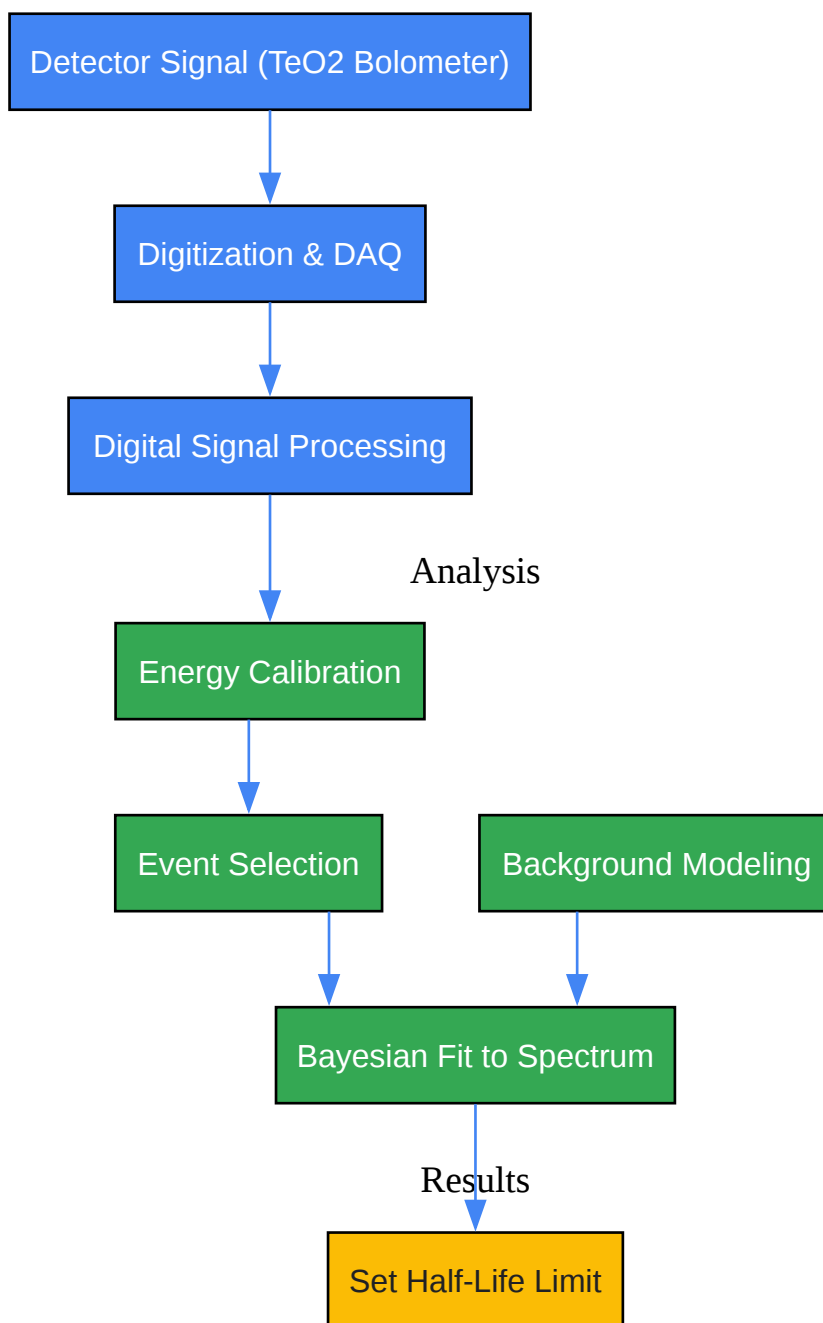 Detector Signal (TeO2 Bolometer)
Digitization & DAQ
Digital Signal Processing
Analysis
Energy Calibration
Event Selection
Background Modeling
Bayesian Fit to Spectrum
Results
Set Half-Life Limit